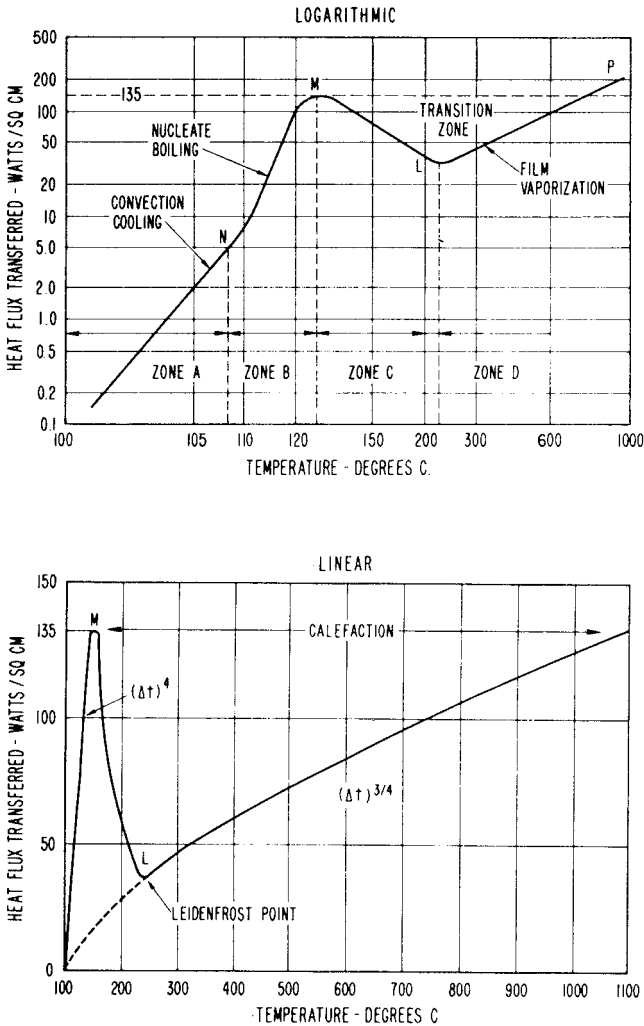 LOGARITHMIC
HEAT FLUX TRANSFERRED - WATTS / SQ CM
500
200
100
50
20
10
5.0
2.0
1.0
0.5
0.2
0.1
135
M
P
NUCLEATE
BOILING
TRANSITION
ZONE
L
FILM
VAPORIZATION
CONVECTION
COOLING
N
ZONE A
ZONE B
ZONE C
ZONE D
100 105 110 120 150 200 300 600 1000
TEMPERATURE - DEGREES C.
LINEAR
HEAT FLUX TRANSFERRED - WATTS / SQ CM
150
135
100
50
0
M
CALEFACTION
(Δt)⁴
(Δt)³/⁴
L
LEIDENFROST POINT
100 200 300 400 500 600 700 800 900 1000 1100
TEMPERATURE - DEGREES C